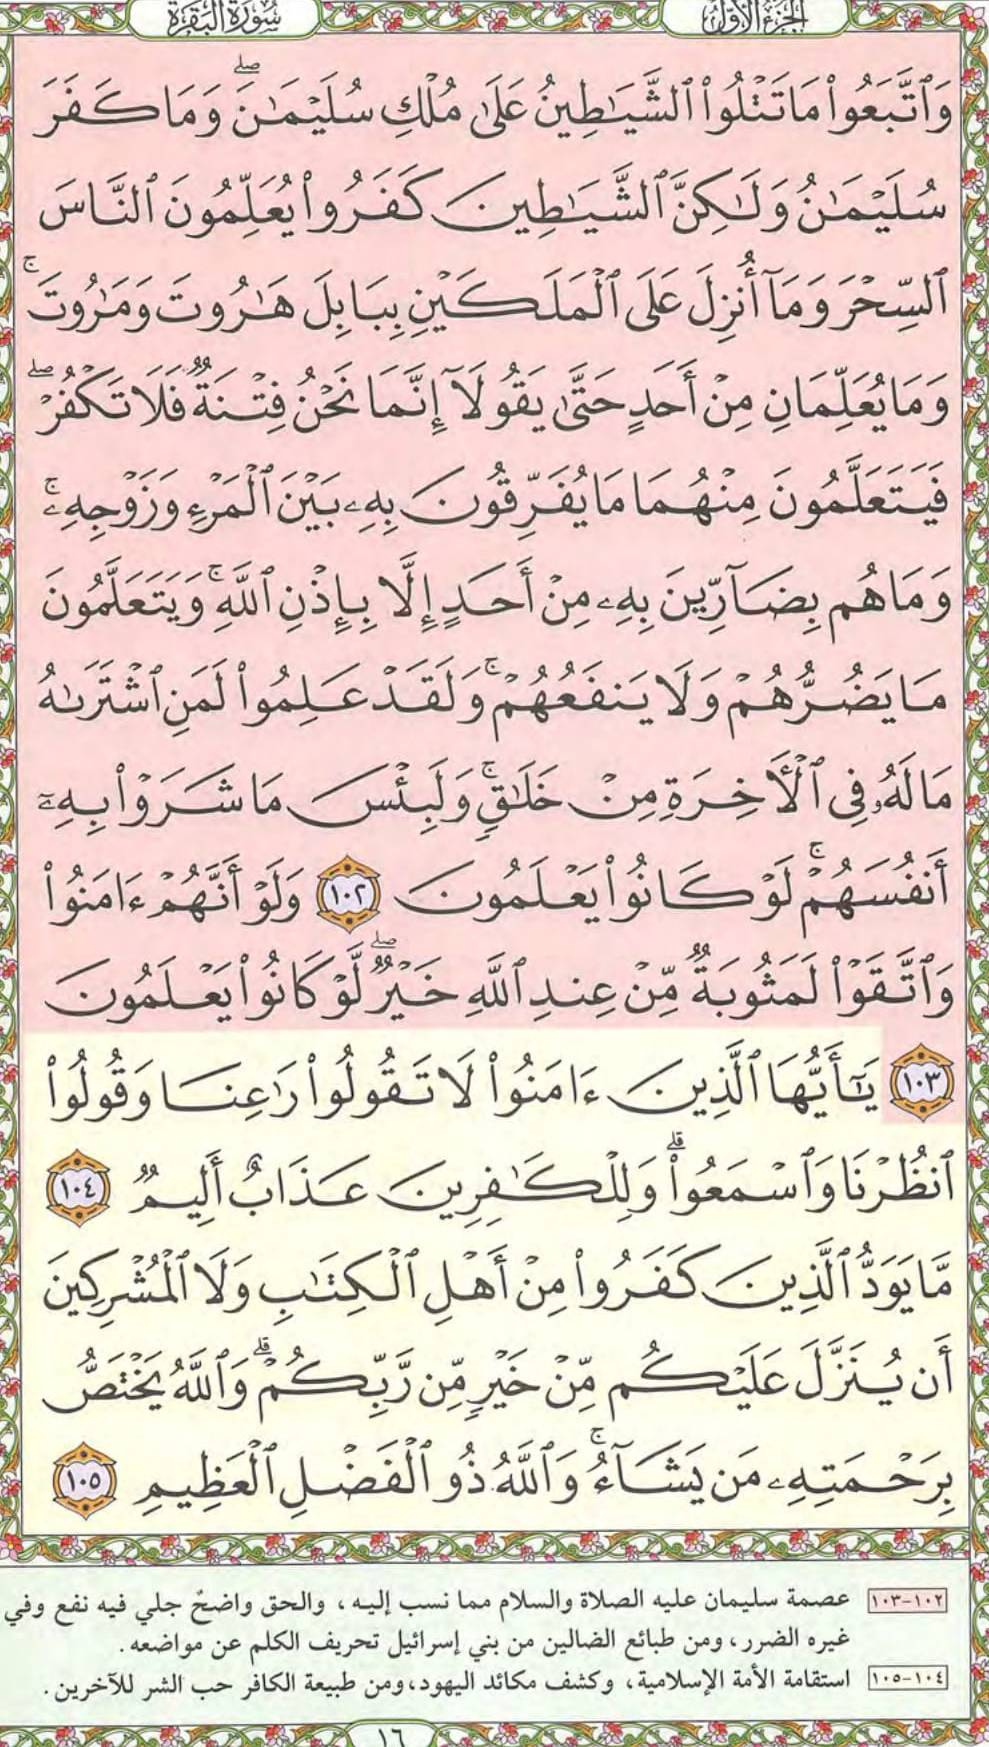 الجزء الأول
سورة البقرة
وَٱتَّبَعُوا۟ مَا تَتْلُوا۟ ٱلشَّيَـٰطِينُ عَلَىٰ مُلْكِ سُلَيْمَـٰنَ ۖ وَمَا كَفَرَ
سُلَيْمَـٰنُ وَلَـٰكِنَّ ٱلشَّيَـٰطِينَ كَفَرُوا۟ يُعَلِّمُونَ ٱلنَّاسَ
ٱلسِّحْرَ وَمَآ أُنزِلَ عَلَى ٱلْمَلَكَيْنِ بِبَابِلَ هَـٰرُوتَ وَمَـٰرُوتَ ۚ
وَمَا يُعَلِّمَانِ مِنْ أَحَدٍ حَتَّىٰ يَقُولَآ إِنَّمَا نَحْنُ فِتْنَةٌ فَلَا تَكْفُرْ ۖ
فَيَتَعَلَّمُونَ مِنْهُمَا مَا يُفَرِّقُونَ بِهِۦ بَيْنَ ٱلْمَرْءِ وَزَوْجِهِۦ ۚ
وَمَا هُم بِضَآرِّينَ بِهِۦ مِنْ أَحَدٍ إِلَّا بِإِذْنِ ٱللَّهِ ۚ وَيَتَعَلَّمُونَ
مَا يَضُرُّهُمْ وَلَا يَنفَعُهُمْ ۚ وَلَقَدْ عَلِمُوا۟ لَمَنِ ٱشْتَرَىٰهُ
مَا لَهُۥ فِى ٱلْـَٔاخِرَةِ مِنْ خَلَـٰقٍ ۚ وَلَبِئْسَ مَا شَرَوْا۟ بِهِۦٓ
أَنفُسَهُمْ ۚ لَوْ كَانُوا۟ يَعْلَمُونَ ١٠٢ وَلَوْ أَنَّهُمْ ءَامَنُوا۟
وَٱتَّقَوْا۟ لَمَثُوبَةٌ مِّنْ عِندِ ٱللَّهِ خَيْرٌ ۖ لَّوْ كَانُوا۟ يَعْلَمُونَ
١٠٣ يَـٰٓأَيُّهَا ٱلَّذِينَ ءَامَنُوا۟ لَا تَقُولُوا۟ رَٰعِنَا وَقُولُوا۟
ٱنظُرْنَا وَٱسْمَعُوا۟ ۗ وَلِلْكَـٰفِرِينَ عَذَابٌ أَلِيمٌ ١٠٤
مَّا يَوَدُّ ٱلَّذِينَ كَفَرُوا۟ مِنْ أَهْلِ ٱلْكِتَـٰبِ وَلَا ٱلْمُشْرِكِينَ
أَن يُنَزَّلَ عَلَيْكُم مِّنْ خَيْرٍ مِّن رَّبِّكُمْ ۗ وَٱللَّهُ يَخْتَصُّ
بِرَحْمَتِهِۦ مَن يَشَآءُ ۚ وَٱللَّهُ ذُو ٱلْفَضْلِ ٱلْعَظِيمِ ١٠٥
١٠٢-١٠٣ عصمة سليمان عليه الصلاة والسلام مما نسب إليه، والحق واضحٌ جلي فيه نفع وفي
غيره الضرر، ومن طبائع الضالين من بني إسرائيل تحريف الكلم عن مواضعه.
١٠٤-١٠٥ استقامة الأمة الإسلامية، وكشف مكائد اليهود، ومن طبيعة الكافر حب الشر للآخرين.
١٦